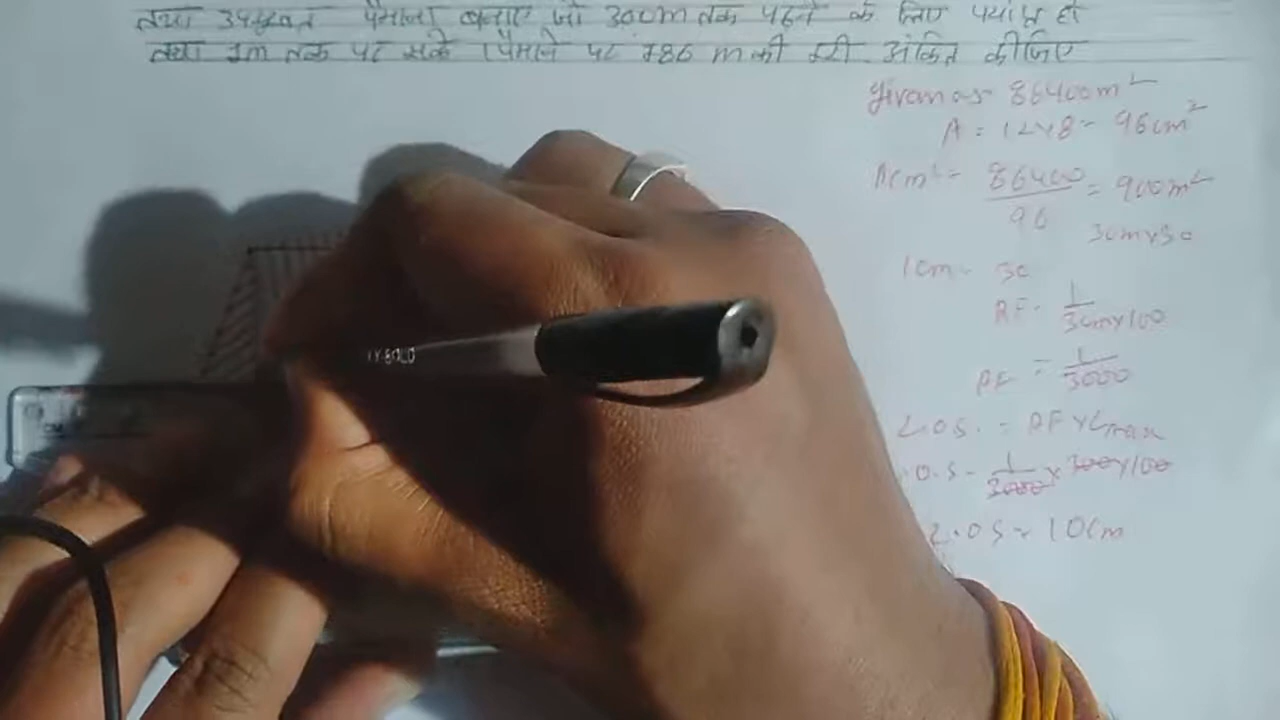 तथा उपयुक्त पैमाना बनाए जो 300m तक पढ़ने के लिए पर्याप्त हो
तथा 1m तक पढ़ सके । पैमाने पर 286 m की दूरी अंकित कीजिए
given as 86400m²
A = 12×8 = 96cm²
1cm² = 86400/96 = 900m²
30m×30
1cm = 30
RF = 1/30m×100
RF = 1/3000
L.O.S. = RF×Lmax
.O.S = 1/3000 × 300×100
L.O.S = 10cm